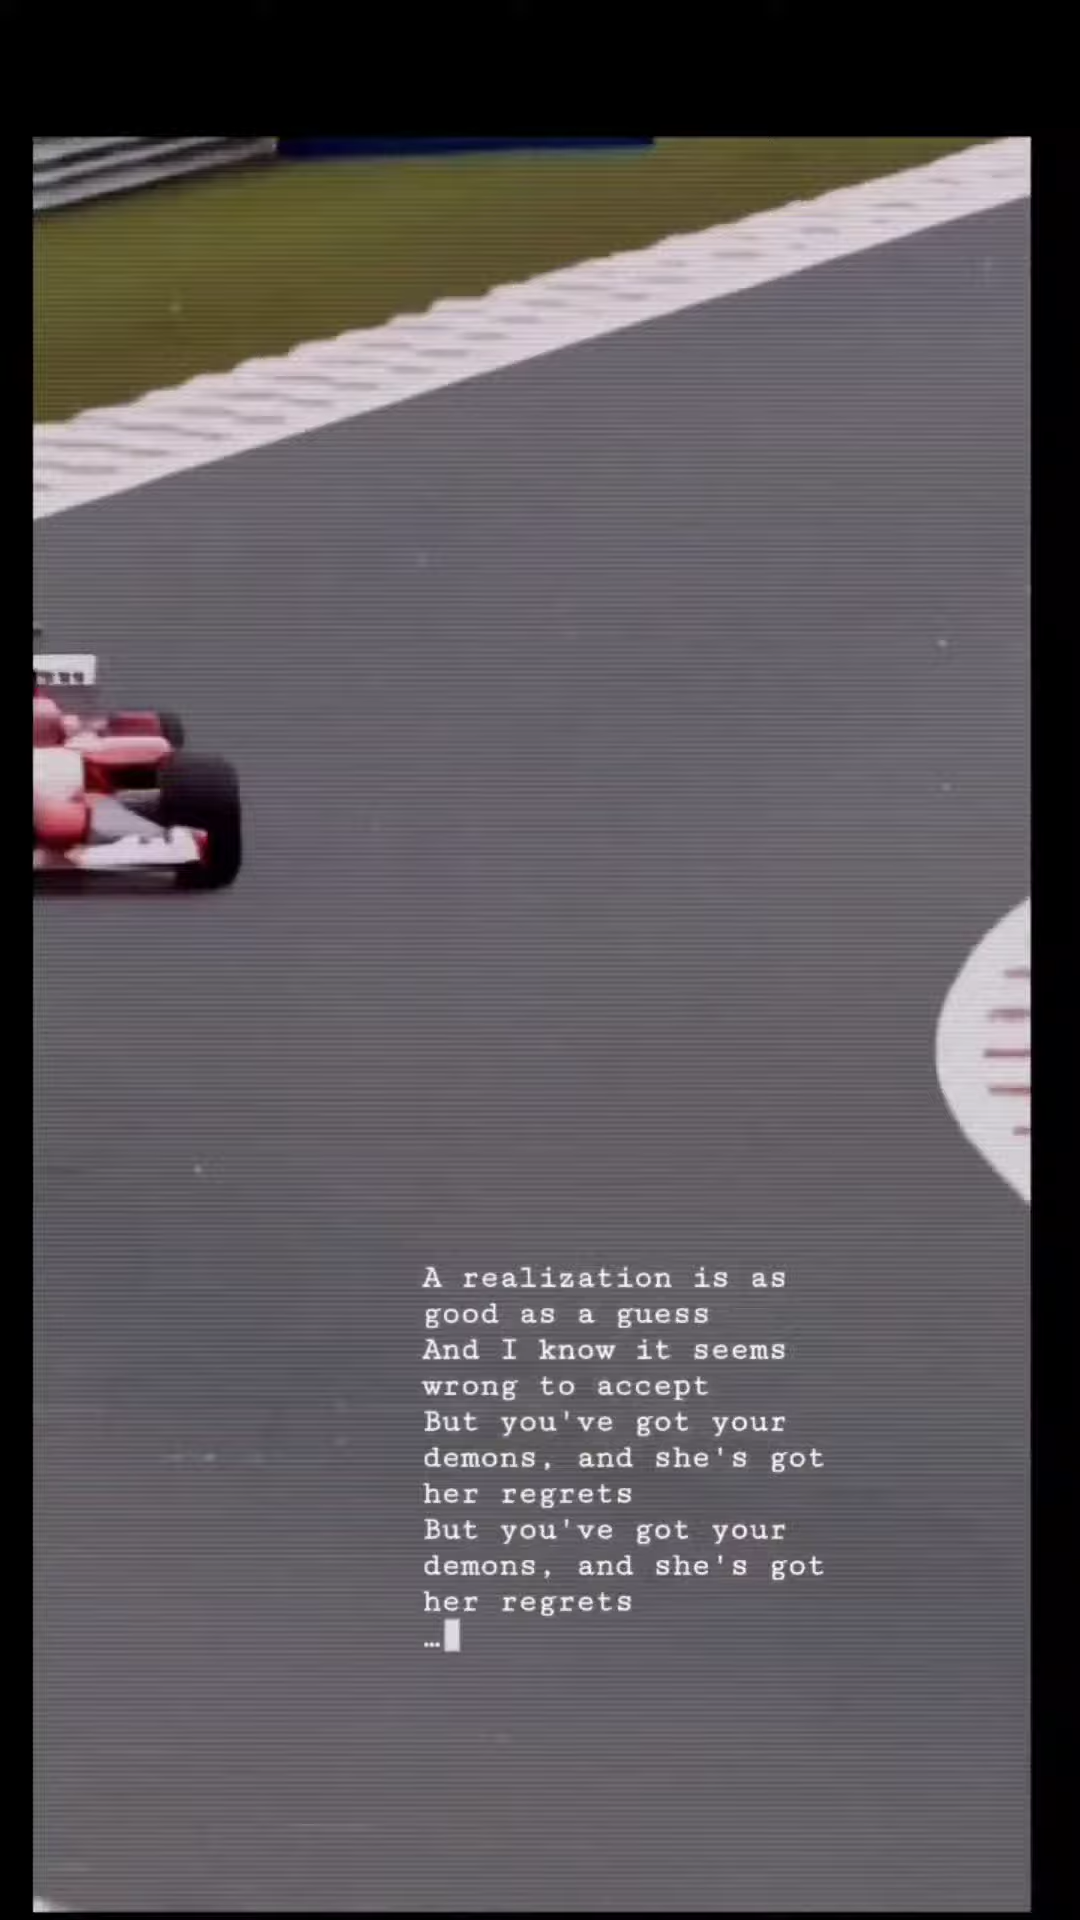 A realization is as
good as a guess
And I know it seems
wrong to accept
But you've got your
demons, and she's got
her regrets
But you've got your
demons, and she's got
her regrets
…